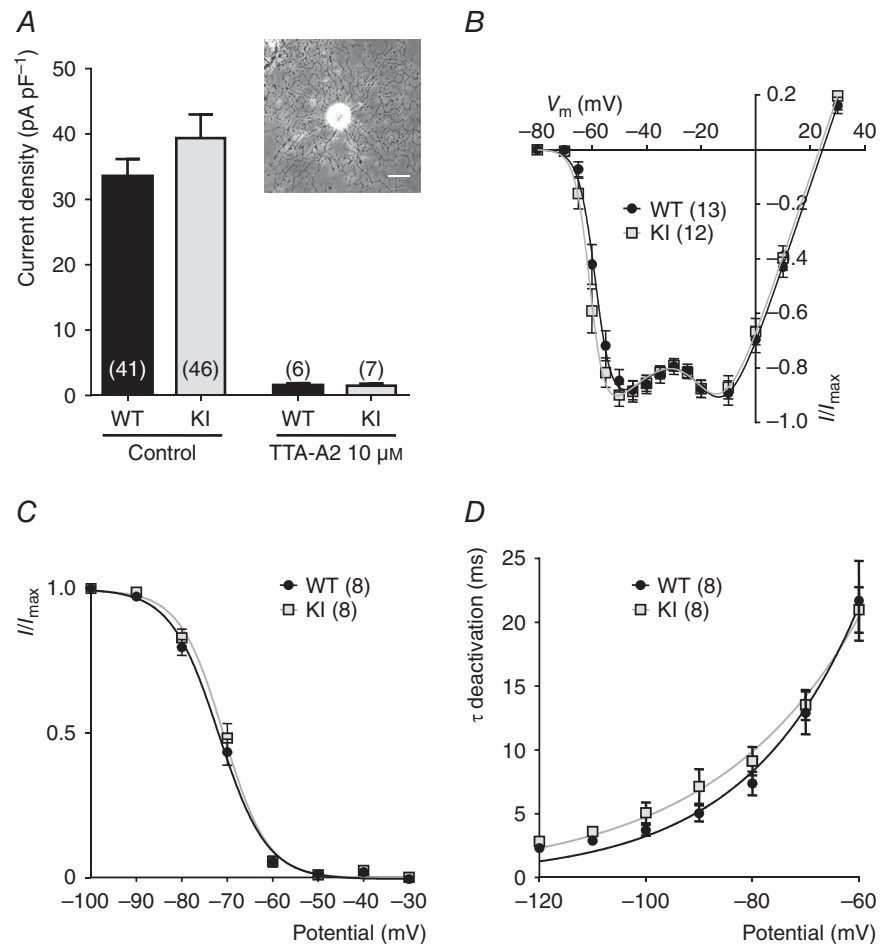 A
Current density (pA pF⁻¹)
50
40
30
20
10
0
(41)
(46)
(6)
(7)
WT
KI
WT
KI
Control
TTA-A2 10 μM
B
Vm (mV)
−80
−60
−40
−20
20
40
0.2
−0.2
−0.4
−0.6
−0.8
−1.0
I/Imax
WT (13)
KI (12)
C
I/Imax
1.0
0.5
0
WT (8)
KI (8)
−100
−90
−80
−70
−60
−50
−40
−30
Potential (mV)
D
τ deactivation (ms)
25
20
15
10
5
0
WT (8)
KI (8)
−120
−100
−80
−60
Potential (mV)